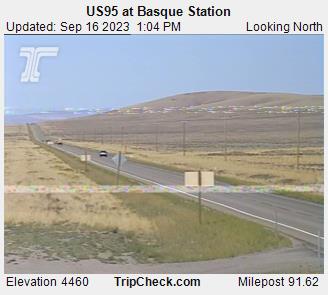 US95 at Basque Station
Updated: Sep 16 2023 1:04 PM Looking North
Elevation 4460 TripCheck.com Milepost 91.62